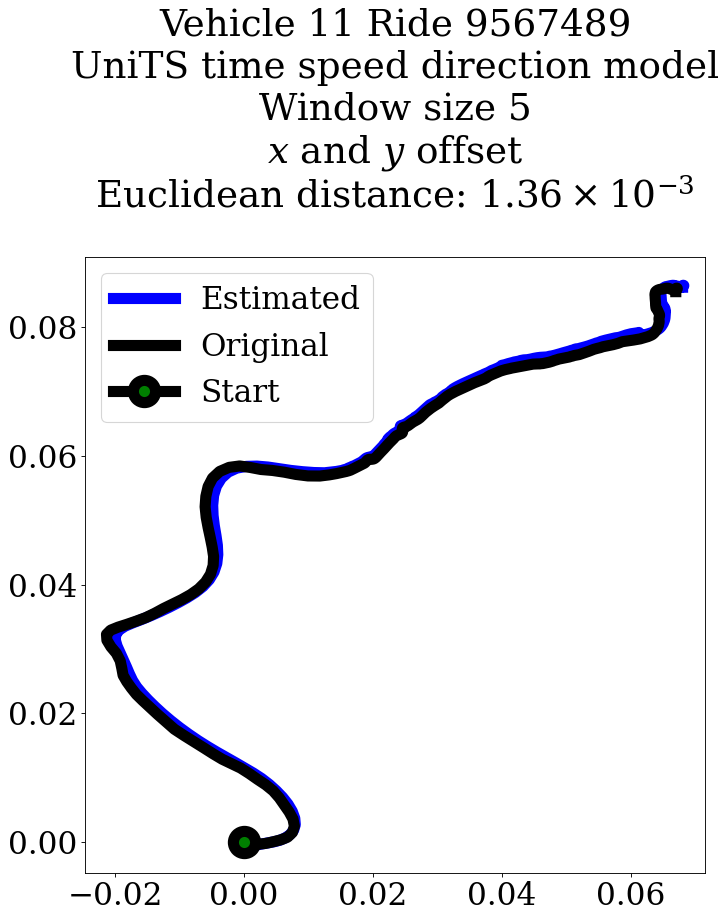 Vehicle 11 Ride 9567489
UniTS time speed direction model
Window size 5
x and y offset
Euclidean distance: 1.36 × 10⁻³
Estimated
Original
Start
0.08
0.06
0.04
0.02
0.00
−0.02 0.00 0.02 0.04 0.06